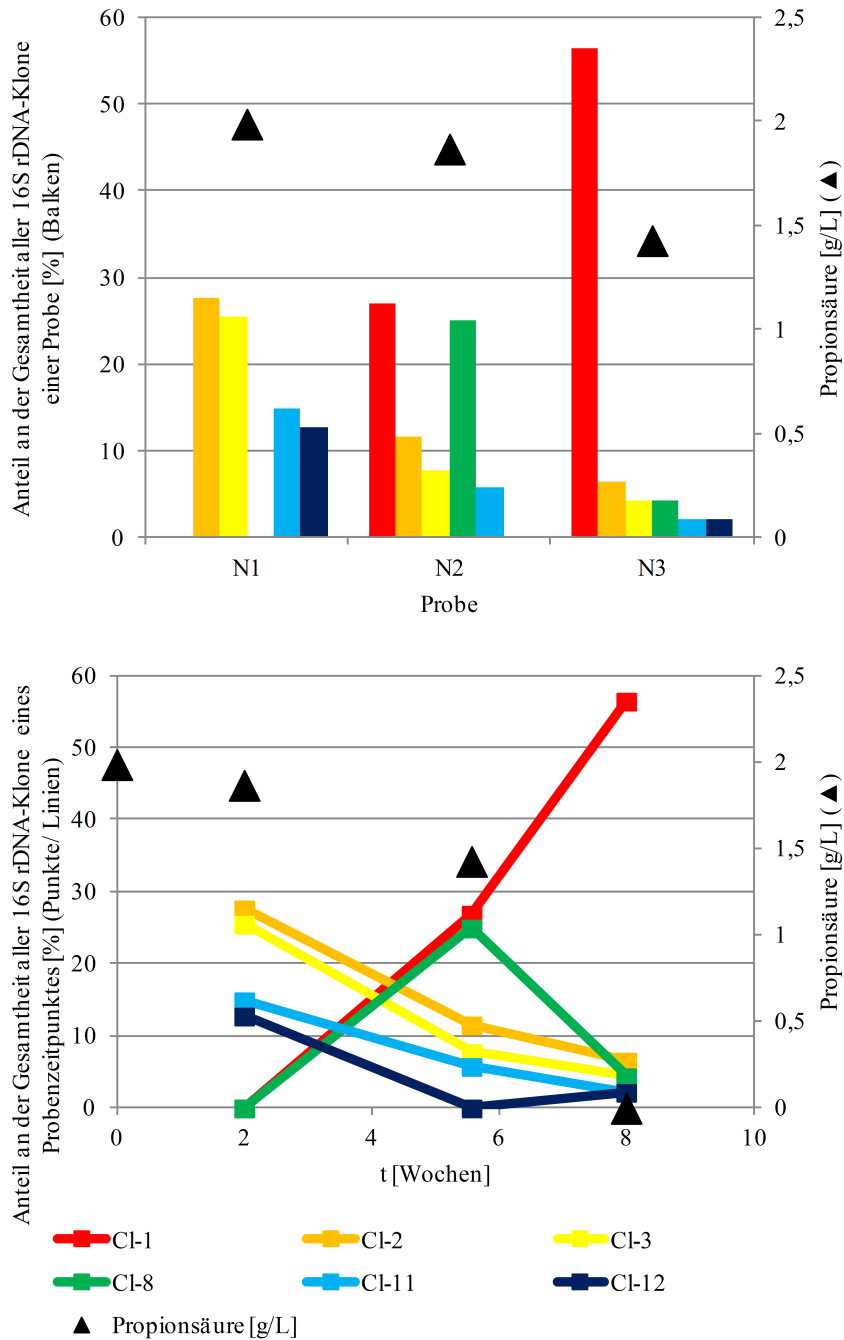 Anteil an der Gesamtheit aller 16S rDNA-Klone
einer Probe [%] (Balken)
60
50
40
30
20
10
0
2,5
2
1,5
1
0,5
0
Propionsäure [g/L] (▲)
N1 N2 N3
Probe
Anteil an der Gesamtheit aller 16S rDNA-Klone eines
Probenzeitpunktes [%] (Punkte/ Linien)
60
50
40
30
20
10
0
2,5
2
1,5
1
0,5
0
Propionsäure [g/L] (▲)
0 2 4 6 8 10
t [Wochen]
Cl-1 Cl-2 Cl-3
Cl-8 Cl-11 Cl-12
▲ Propionsäure [g/L]